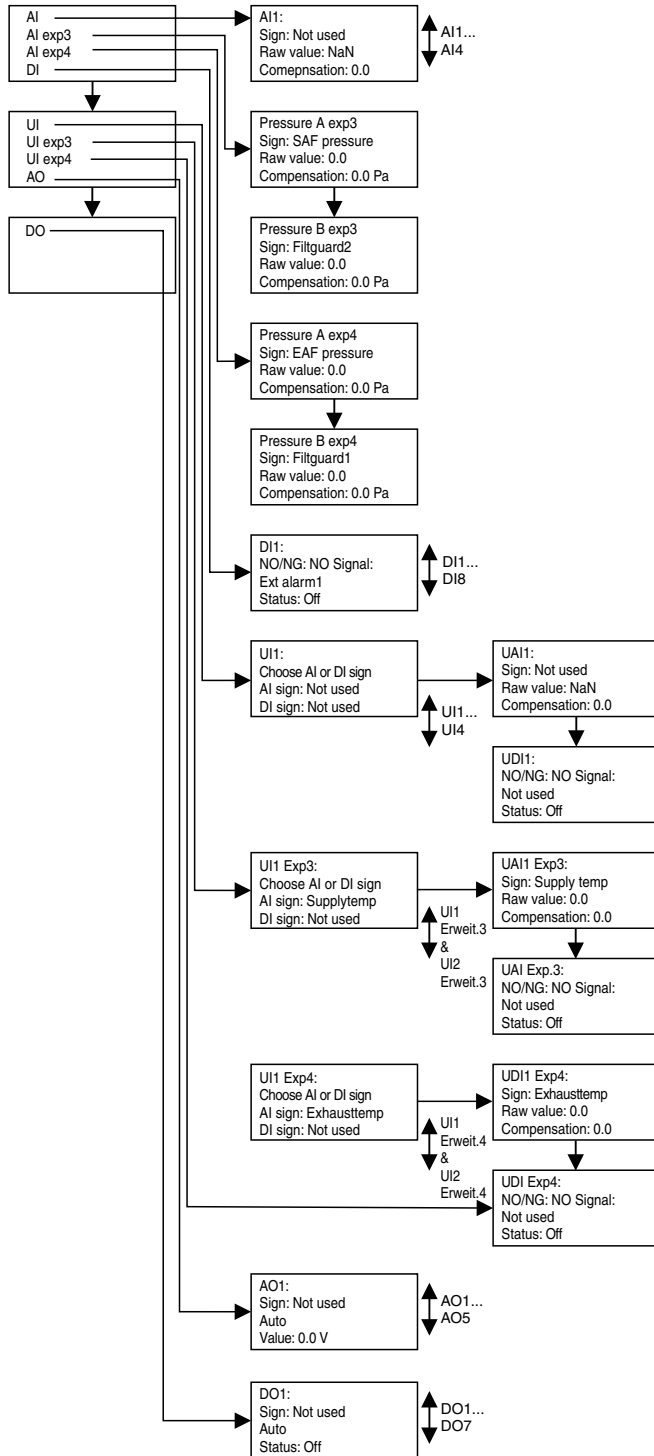 AI
AI exp3
AI exp4
DI
UI
UI exp3
UI exp4
AO
DO
AI1:
Sign: Not used
Raw value: NaN
Comepnsation: 0.0
AI1...
AI4
Pressure A exp3
Sign: SAF pressure
Raw value: 0.0
Compensation: 0.0 Pa
Pressure B exp3
Sign: Filtguard2
Raw value: 0.0
Compensation: 0.0 Pa
Pressure A exp4
Sign: EAF pressure
Raw value: 0.0
Compensation: 0.0 Pa
Pressure B exp4
Sign: Filtguard1
Raw value: 0.0
Compensation: 0.0 Pa
DI1:
NO/NG: NO Signal:
Ext alarm1
Status: Off
DI1...
DI8
UI1:
Choose AI or DI sign
AI sign: Not used
DI sign: Not used
UI1...
UI4
UAI1:
Sign: Not used
Raw value: NaN
Compensation: 0.0
UDI1:
NO/NG: NO Signal:
Not used
Status: Off
UI1 Exp3:
Choose AI or DI sign
AI sign: Supplytemp
DI sign: Not used
UI1
Erweit.3
&
UI2
Erweit.3
UAI1 Exp3:
Sign: Supply temp
Raw value: 0.0
Compensation: 0.0
UAI Exp.3:
NO/NG: NO Signal:
Not used
Status: Off
UI1 Exp4:
Choose AI or DI sign
AI sign: Exhausttemp
DI sign: Not used
UI1
Erweit.4
&
UI2
Erweit.4
UDI1 Exp4:
Sign: Exhausttemp
Raw value: 0.0
Compensation: 0.0
UDI Exp4:
NO/NG: NO Signal:
Not used
Status: Off
AO1:
Sign: Not used
Auto
Value: 0.0 V
AO1...
AO5
DO1:
Sign: Not used
Auto
Status: Off
DO1...
DO7